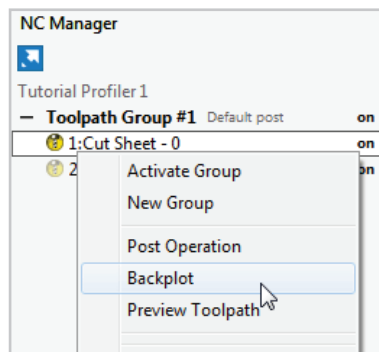 NC Manager
Tutorial Profiler 1
Toolpath Group #1 Default post on
1:Cut Sheet - 0 on
2 on
Activate Group
New Group
Post Operation
Backplot
Preview Toolpath